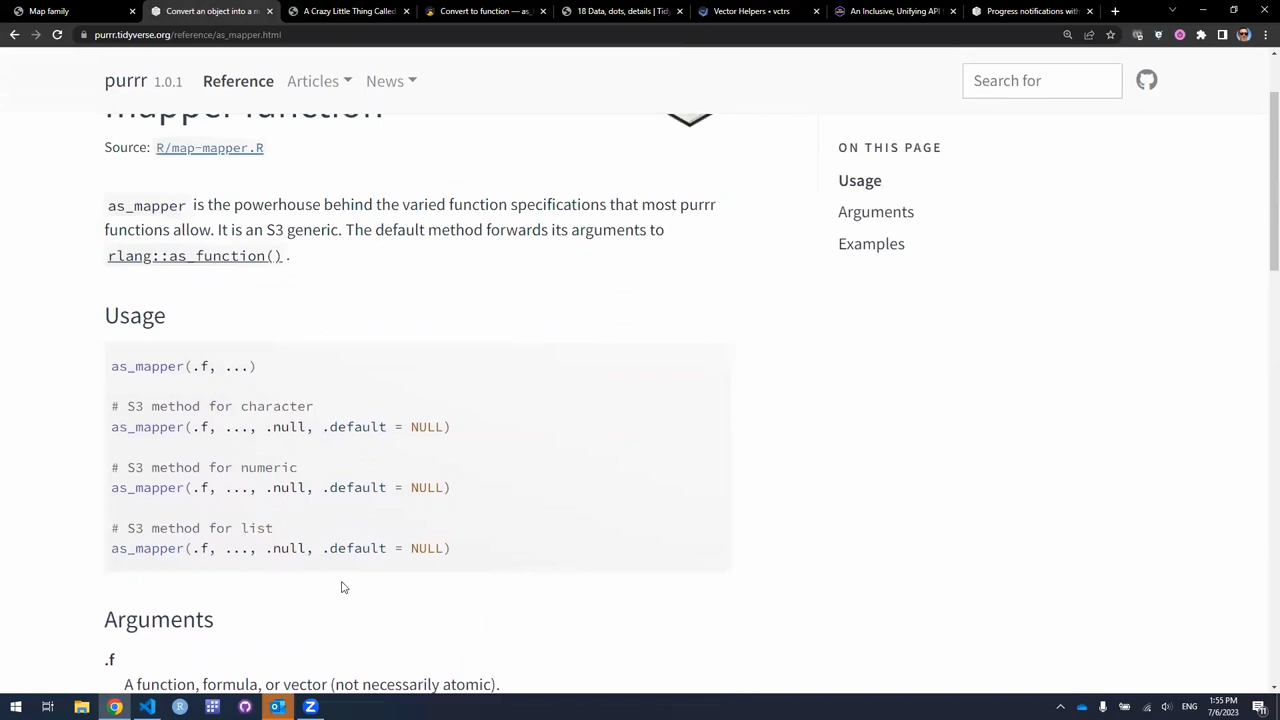 Map family
Convert an object into a m
A Crazy Little Thing Called
Convert to function — as_
18 Data, dots, details | Tid
Vector Helpers • vctrs
An Inclusive, Unifying API
Progress notifications with
purrr.tidyverse.org/reference/as_mapper.html
purrr 1.0.1 Reference Articles News Search for
mapper function
Source: R/map-mapper.R
as_mapper is the powerhouse behind the varied function specifications that most purrr
functions allow. It is an S3 generic. The default method forwards its arguments to
rlang::as_function() .
Usage
as_mapper(.f, ...)
# S3 method for character
as_mapper(.f, ..., .null, .default = NULL)
# S3 method for numeric
as_mapper(.f, ..., .null, .default = NULL)
# S3 method for list
as_mapper(.f, ..., .null, .default = NULL)
Arguments
.f
A function, formula, or vector (not necessarily atomic).
ON THIS PAGE
Usage
Arguments
Examples
ENG
1:55 PM
7/6/2023